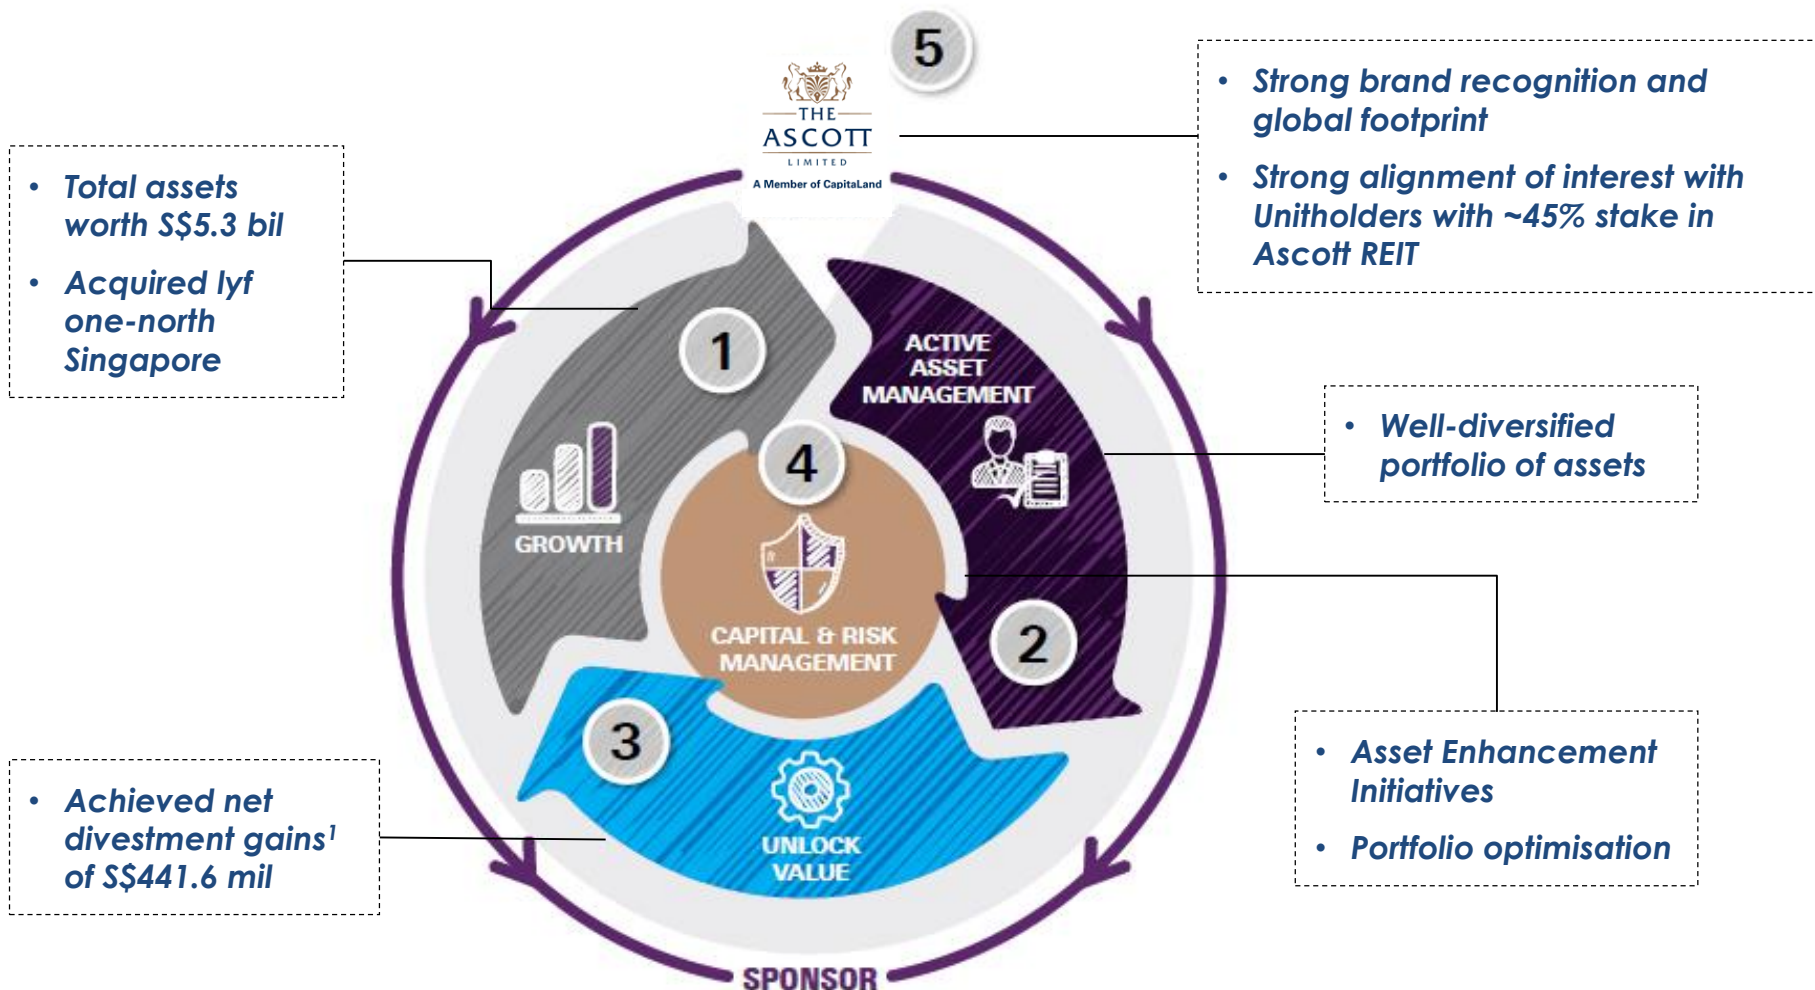 5
THE
ASCOTT
LIMITED
A Member of CapitaLand
• Strong brand recognition and
global footprint
• Strong alignment of interest with
Unitholders with ~45% stake in
Ascott REIT
• Total assets
worth S$5.3 bil
• Acquired lyf
one-north
Singapore
1
GROWTH
ACTIVE
ASSET
MANAGEMENT
2
• Well-diversified
portfolio of assets
4
CAPITAL & RISK
MANAGEMENT
3
UNLOCK
VALUE
• Asset Enhancement
Initiatives
• Portfolio optimisation
• Achieved net
divestment gains¹
of S$441.6 mil
SPONSOR